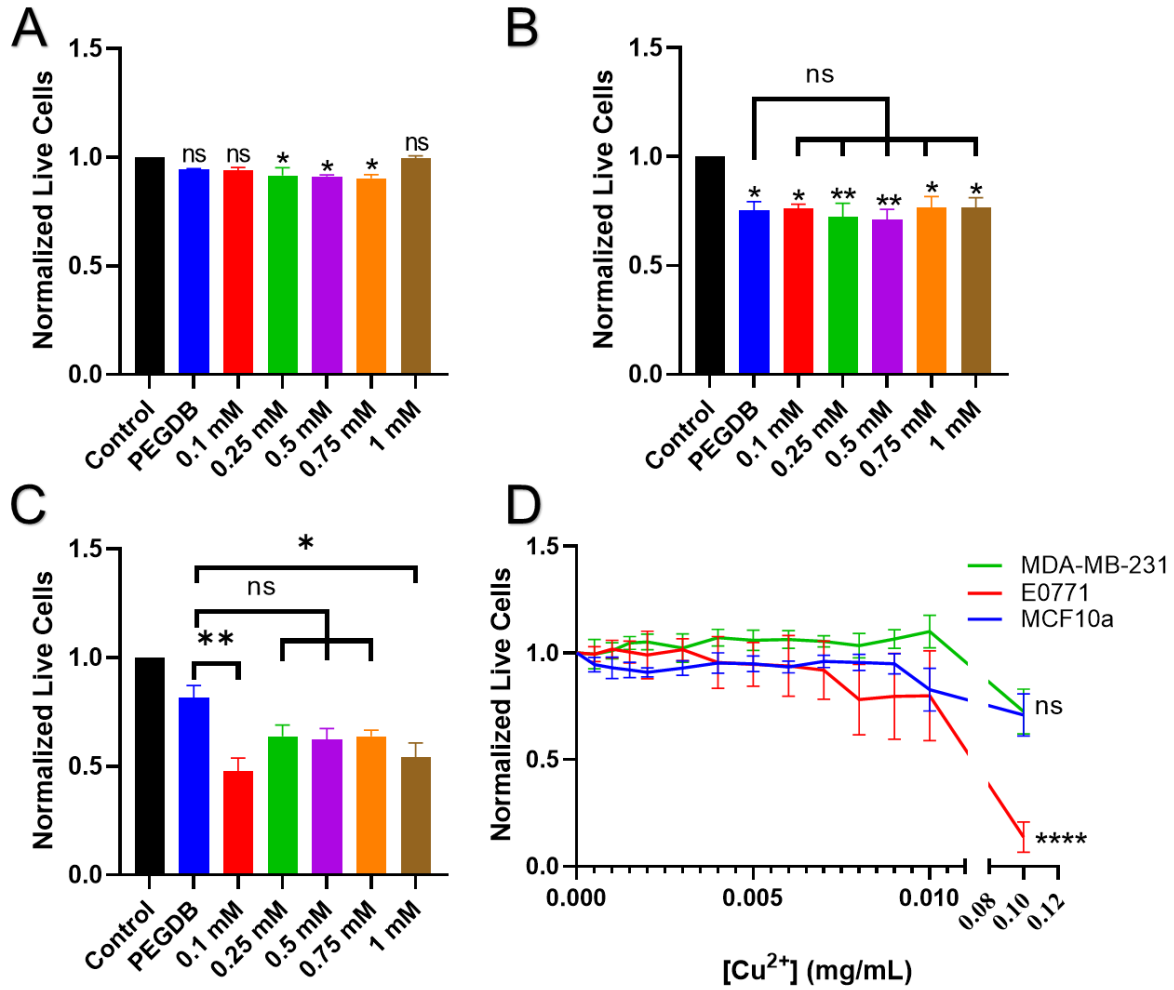 A
Normalized Live Cells
1.5
1.0
0.5
0.0
ns
ns
*
*
*
ns
Control
PEGDB
0.1 mM
0.25 mM
0.5 mM
0.75 mM
1 mM
B
Normalized Live Cells
1.5
1.0
0.5
0.0
ns
*
*
**
**
*
*
Control
PEGDB
0.1 mM
0.25 mM
0.5 mM
0.75 mM
1 mM
C
Normalized Live Cells
1.5
1.0
0.5
0.0
*
ns
**
Control
PEGDB
0.1 mM
0.25 mM
0.5 mM
0.75 mM
1 mM
D
Normalized Live Cells
1.5
1.0
0.5
0.0
MDA-MB-231
E0771
MCF10a
ns
****
0.000
0.005
0.010
0.08
0.10
0.12
[Cu²⁺] (mg/mL)